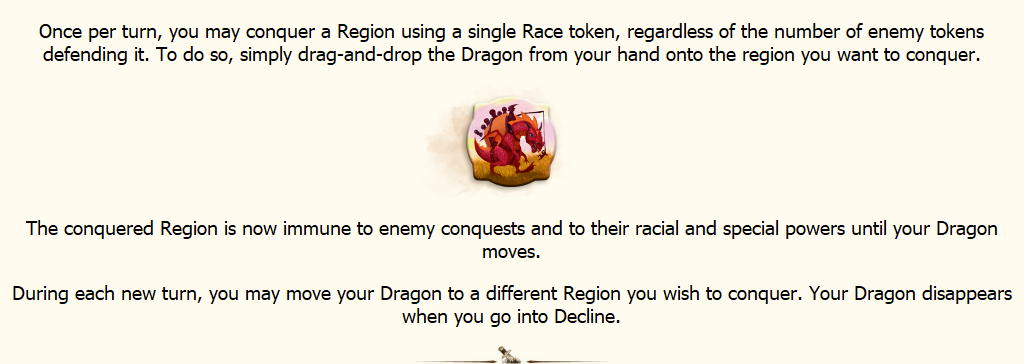 Once per turn, you may conquer a Region using a single Race token, regardless of the number of enemy tokens
defending it. To do so, simply drag-and-drop the Dragon from your hand onto the region you want to conquer.
The conquered Region is now immune to enemy conquests and to their racial and special powers until your Dragon
moves.
During each new turn, you may move your Dragon to a different Region you wish to conquer. Your Dragon disappears
when you go into Decline.